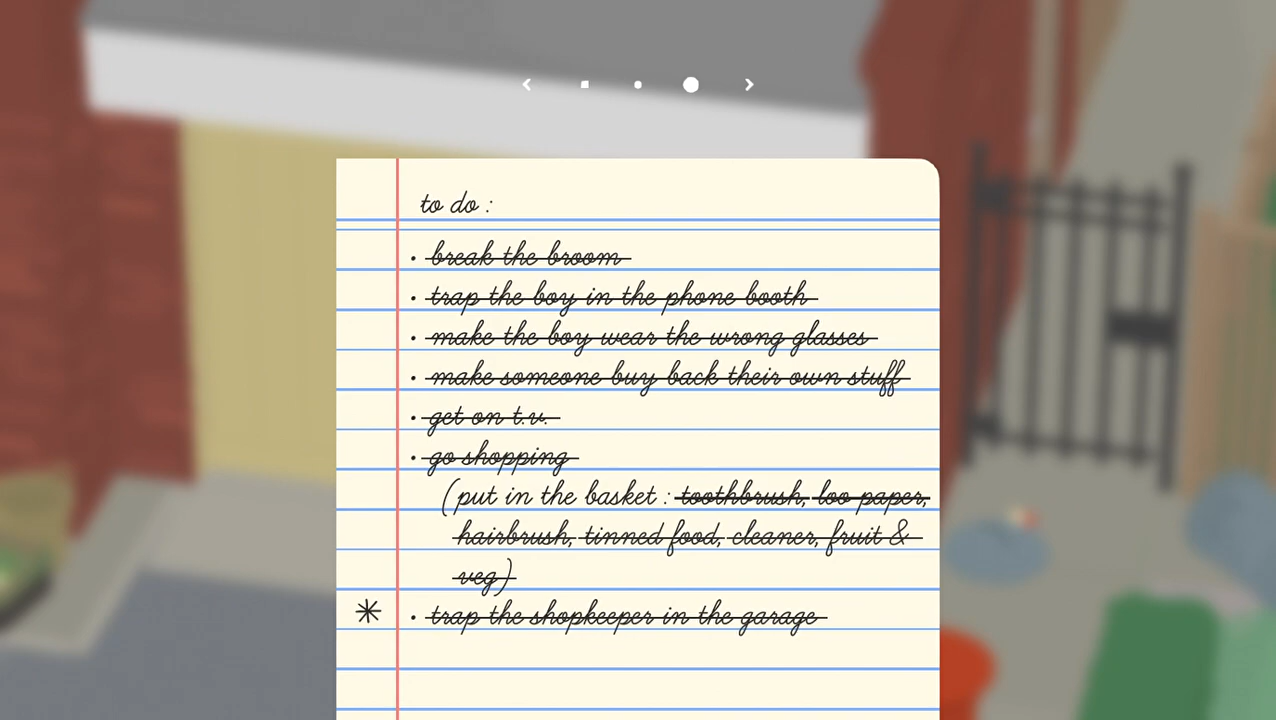 to do :
• break the broom
• trap the boy in the phone booth
• make the boy wear the wrong glasses
• make someone buy back their own stuff
• get on t.v.
• go shopping
(put in the basket : toothbrush, loo paper,
hairbrush, tinned food, cleaner, fruit &
veg)
* • trap the shopkeeper in the garage